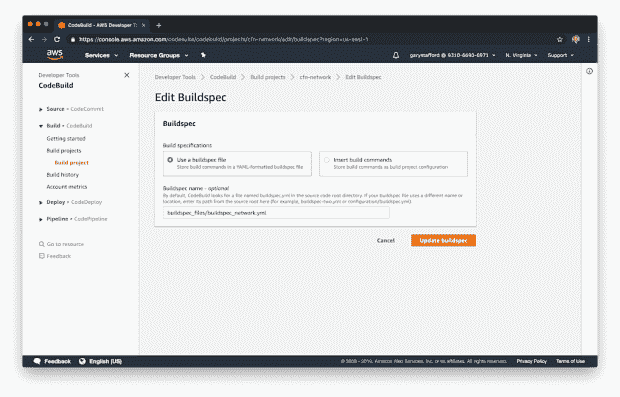 CodeBuild - AWS Developer T
https://console.aws.amazon.com/codesuite/codebuild/projects/cfn-network/edit/buildspec?region=us-east-1
aws
Services
Resource Groups
garystafford @
N. Virginia
Support
Developer Tools
CodeBuild
Source • CodeCommit
Build • CodeBuild
Getting started
Build projects
Build project
Build history
Account metrics
Deploy • CodeDeploy
Pipeline • CodePipeline
Go to resource
Feedback
Developer Tools > CodeBuild > Build projects > cfn-network > Edit Buildspec
Edit Buildspec
Buildspec
Build specifications
Use a buildspec file
Store build commands in a YAML-formatted buildspec file
Insert build commands
Store build commands as build project configuration
Buildspec name - optional
By default, CodeBuild looks for a file named buildspec.yml in the source code root directory. If your buildspec file uses a different name or
location, enter its path from the source root here (for example, buildspec-two.yml or configuration/buildspec.yml).
buildspec_files/buildspec_network.yml
Cancel
Update buildspec
Feedback
English (US)
Amazon Web Services, Inc. or its affiliates. All rights reserved.
Privacy Policy
Terms of Use